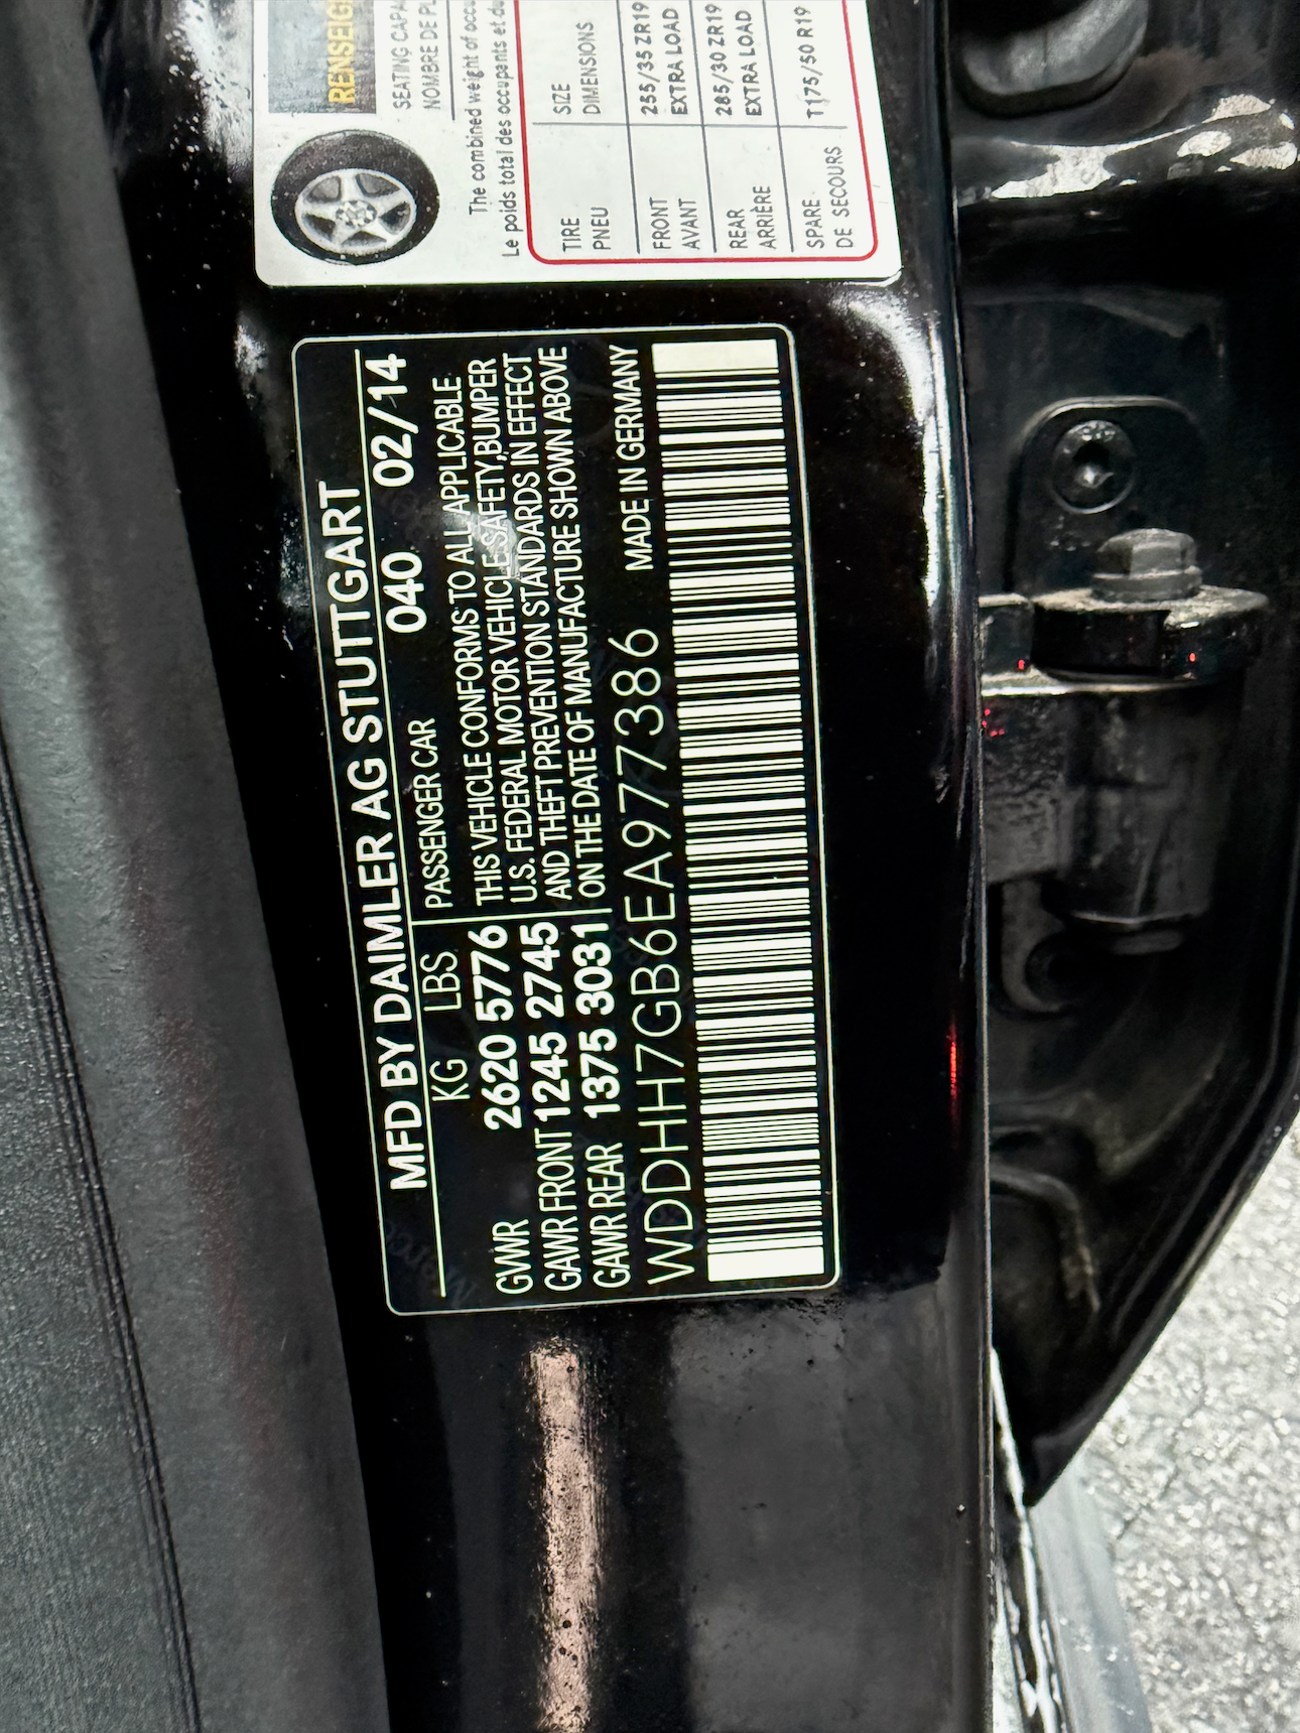 MFD BY DAIMLER AG STUTTGART
040 02/14
KG LBS PASSENGER CAR
GVWR 2620 5776
GAWR FRONT 1245 2745
GAWR REAR 1375 3031
THIS VEHICLE CONFORMS TO ALL APPLICABLE
U.S. FEDERAL MOTOR VEHICLE SAFETY,BUMPER
AND THEFT PREVENTION STANDARDS IN EFFECT
ON THE DATE OF MANUFACTURE SHOWN ABOVE
WDDHH7GB6EA977386 MADE IN GERMANY
RENSEIG
SEATING CAPA
NOMBRE DE PL
The combined weight of occu
Le poids total des occupants et du
TIRE SIZE
PNEU DIMENSIONS
FRONT 255/35 ZR19
AVANT EXTRA LOAD
REAR 285/30 ZR19
ARRIÈRE EXTRA LOAD
SPARE T175/50 R19
DE SECOURS